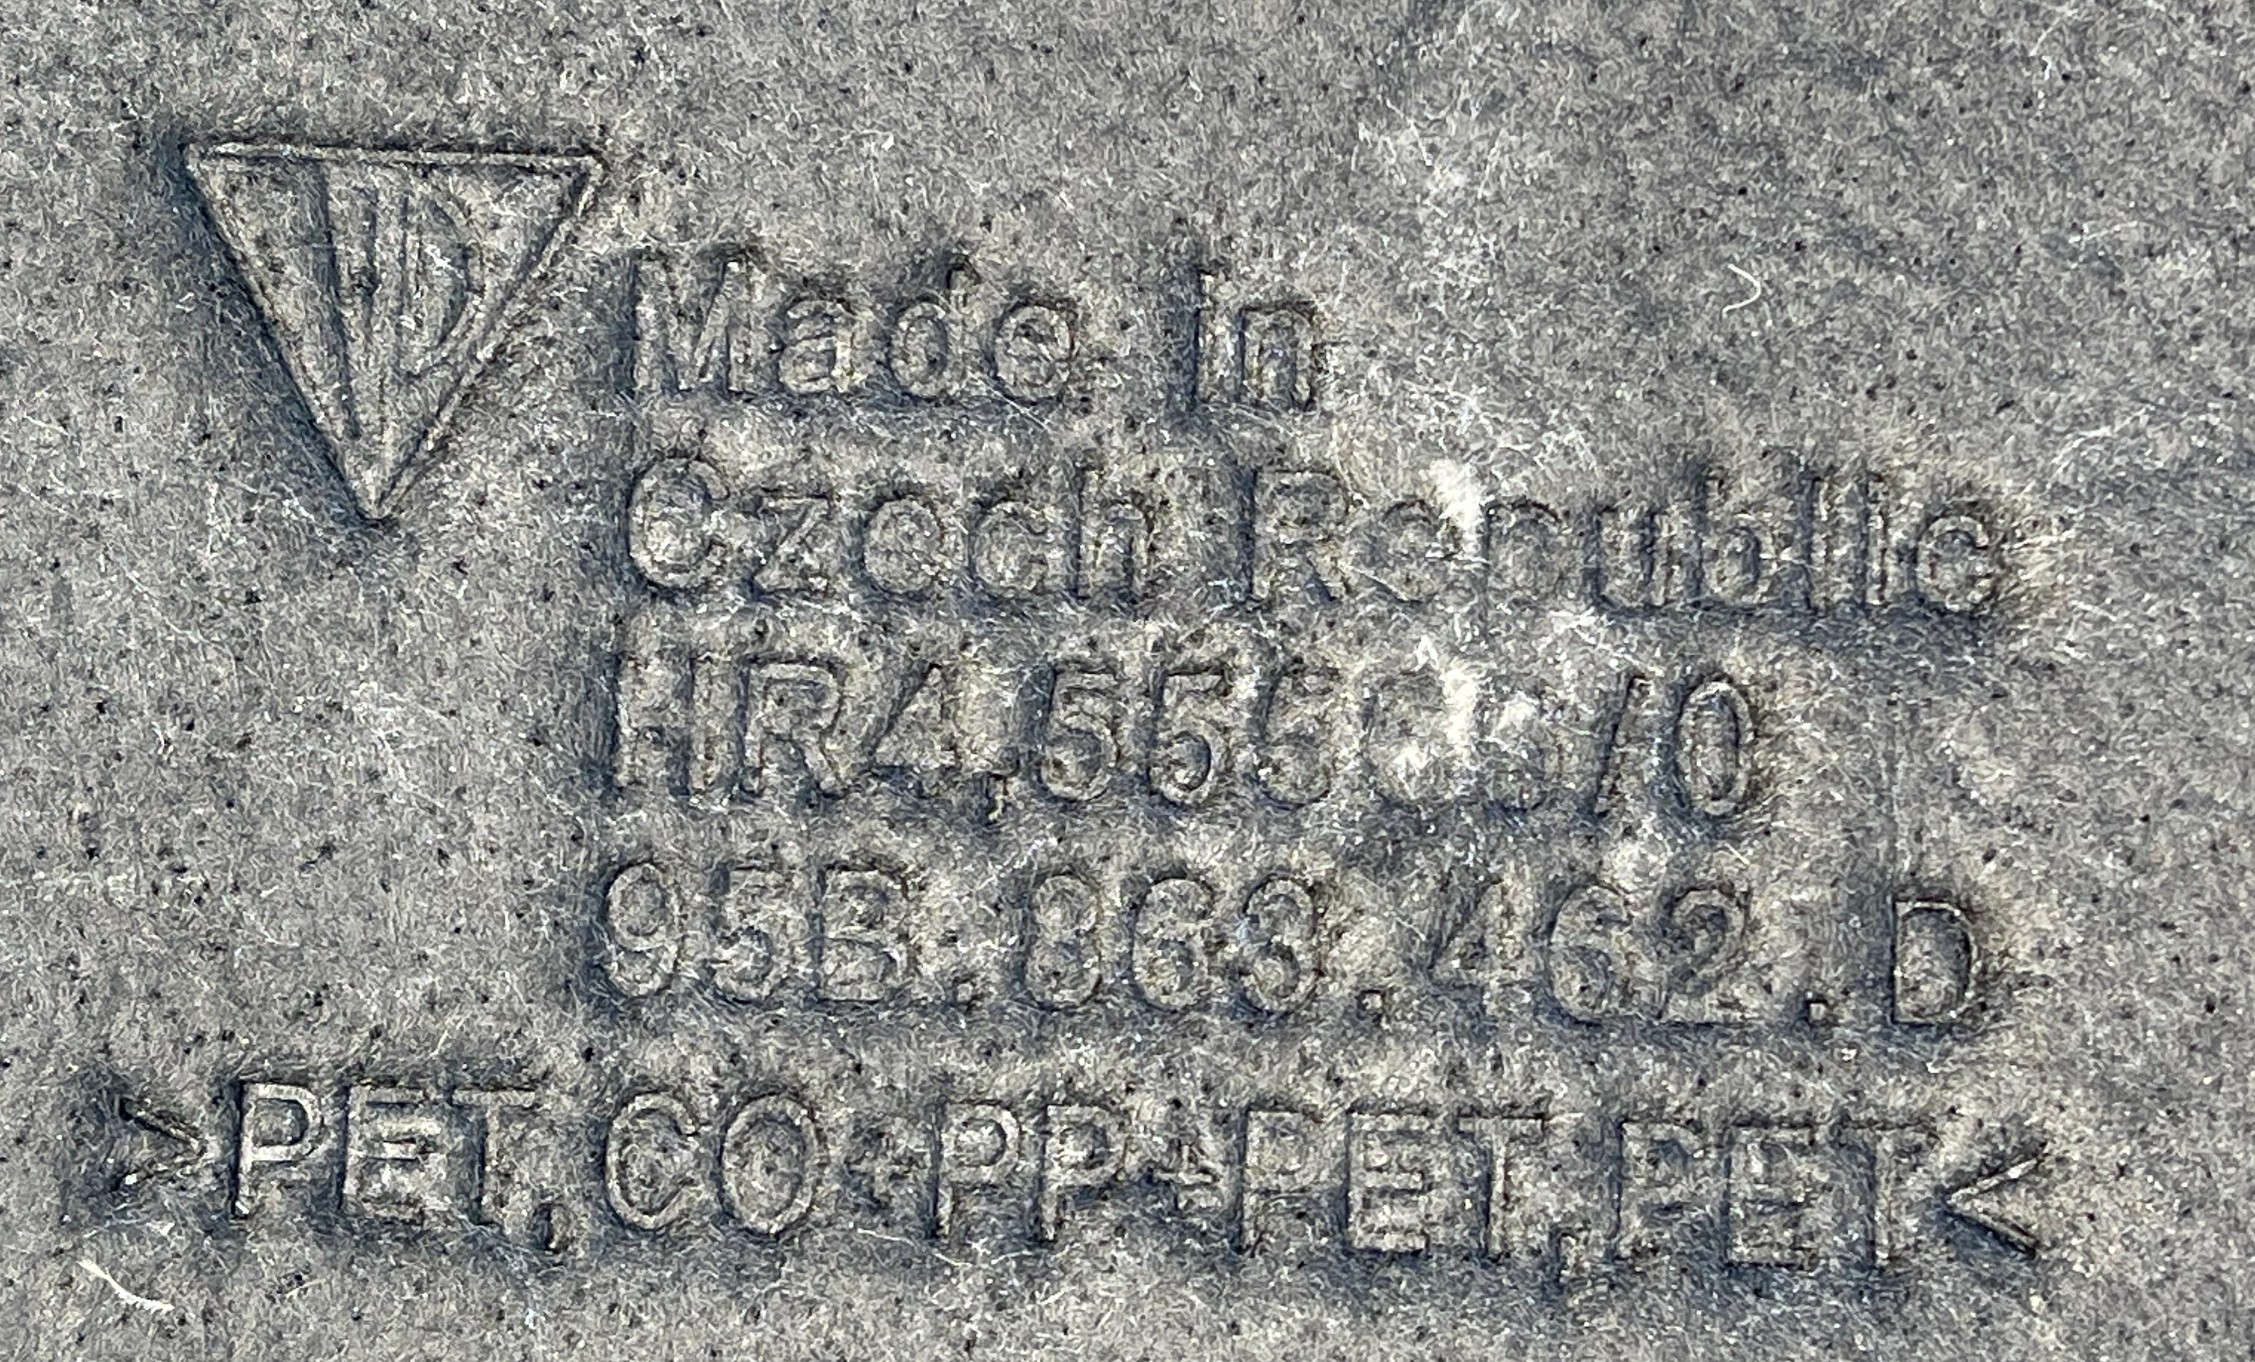 Made in
Czech Republic
95B.863.462.D
>PET,CO-PP+PET,PET<